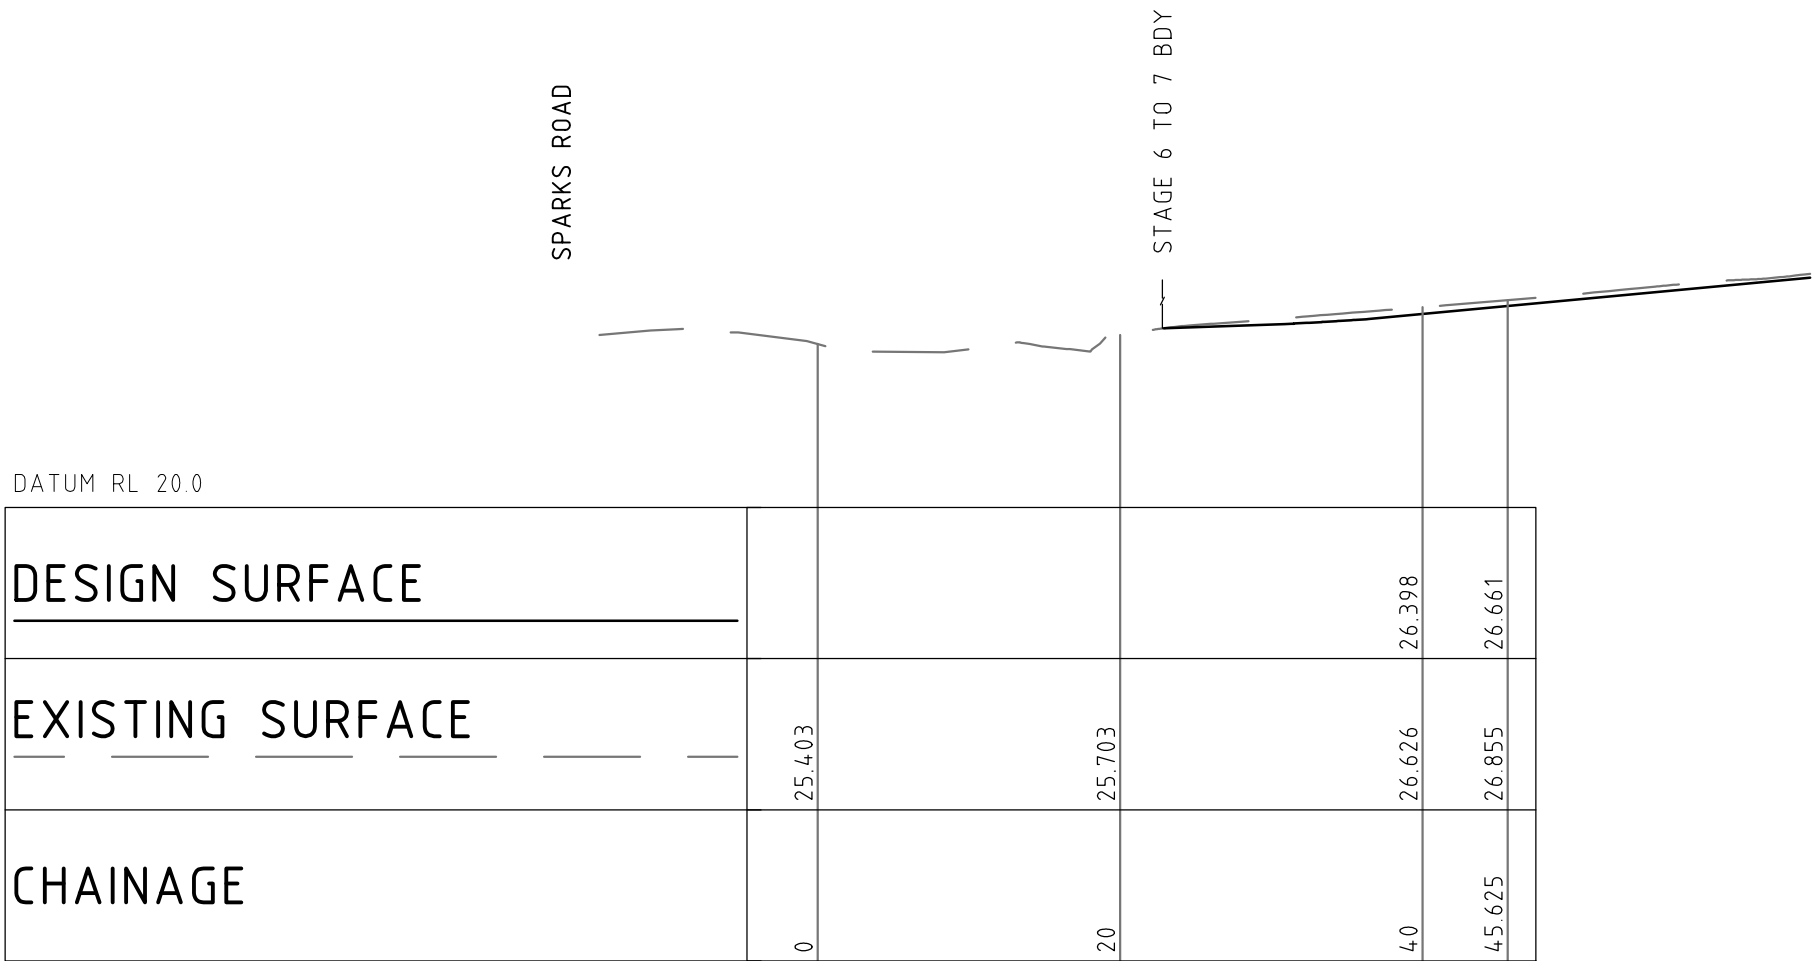 SPARKS ROAD
STAGE 6 TO 7 BDY
DATUM RL 20.0
DESIGN SURFACE
26.398
26.661
EXISTING SURFACE
25.403
25.703
26.626
26.855
CHAINAGE
0
20
40
45.625